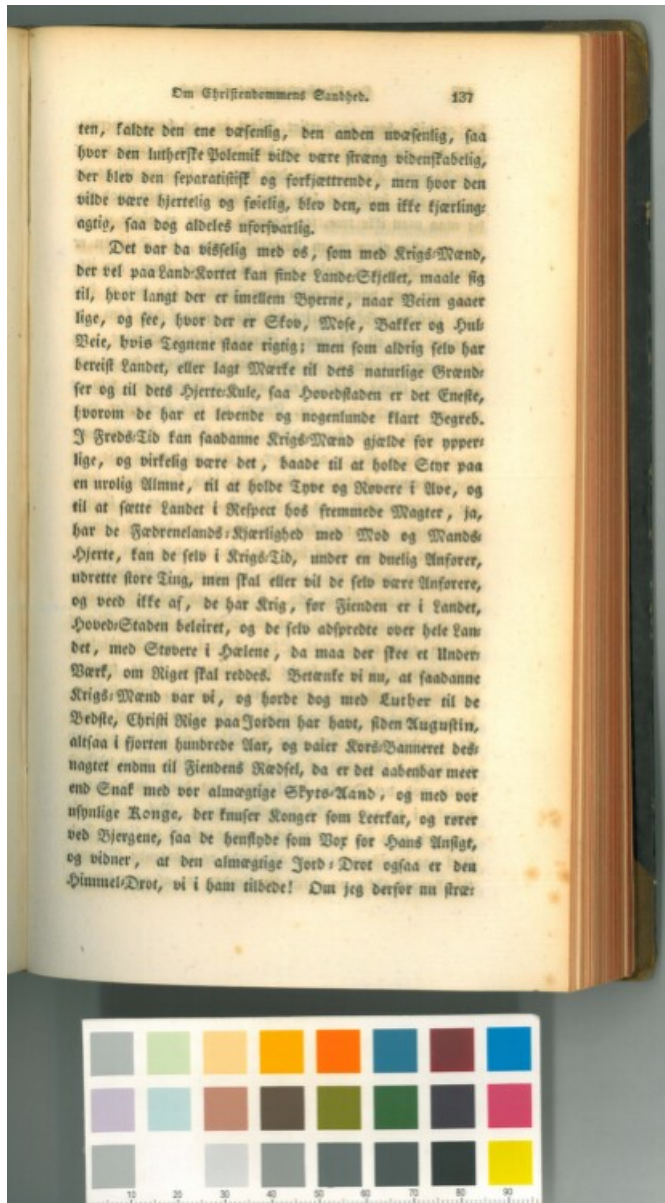 Om Christendommens Sandhed. 137
ten, kaldte den ene væsenlig, den anden uvæsenlig, saa
hvor den lutherske Polemik vilde være stræng videnskabelig,
der blev den separatistisk og forkjættrende, men hvor den
vilde være hjertelig og føielig, blev den, om ikke kjærling-
agtig, saa dog aldeles uforsvarlig.
Det var da visselig med os, som med Krigs-Mænd,
der vel paa Land-Kortet kan finde Lande-Skjellet, maale sig
til, hvor langt der er imellem Byerne, naar Veien gaaer
lige, og see, hvor der er Skov, Mose, Bakker og Hul-
Veie, hvis Tegnene staae rigtig; men som aldrig selv har
bereist Landet, eller lagt Mærke til dets naturlige Grænd-
ser og til dets Hjerte-Kule, saa Hovedstaden er det Eneste,
hvorom de har et levende og nogenlunde klart Begreb.
I Freds-Tid kan saadanne Krigs-Mænd gjælde for ypper-
lige, og virkelig være det, baade til at holde Styr paa
en urolig Almue, til at holde Tyve og Røvere i Ave, og
til at sætte Landet i Respect hos fremmede Magter, ja,
har de Fædrenelands-Kjærlighed med Mod og Mands-
Hjerte, kan de selv i Krigs-Tid, under en duelig Anfører,
udrette store Ting, men skal eller vil de selv være Anførere,
og veed ikke af, de har Krig, før Fienden er i Landet,
Hoved-Staden beleiret, og de selv adspredte over hele Lan-
det, med Støvere i Hælene, da maa der skee et Under-
Værk, om Riget skal reddes. Betænke vi nu, at saadanne
Krigs-Mænd var vi, og hørde dog med Luther til de
Bedste, Christi Rige paa Jorden har havt, siden Augustin,
altsaa i fjorten hundrede Aar, og vaier Kors-Banneret des-
uagtet endnu til Fiendens Rædsel, da er det aabenbar meer
end Snak med vor almægtige Skyts-Aand, og med vor
usynlige Konge, der knuser Konger som Leerkar, og rører
ved Bjergene, saa de henflyde som Vox for Hans Ansigt,
og vidner, at den almægtige Jord-Drot ogsaa er den
Himmel-Drot, vi i ham tilbede! Om jeg derfor nu stræ-
10 20 30 40 50 60 70 80 90